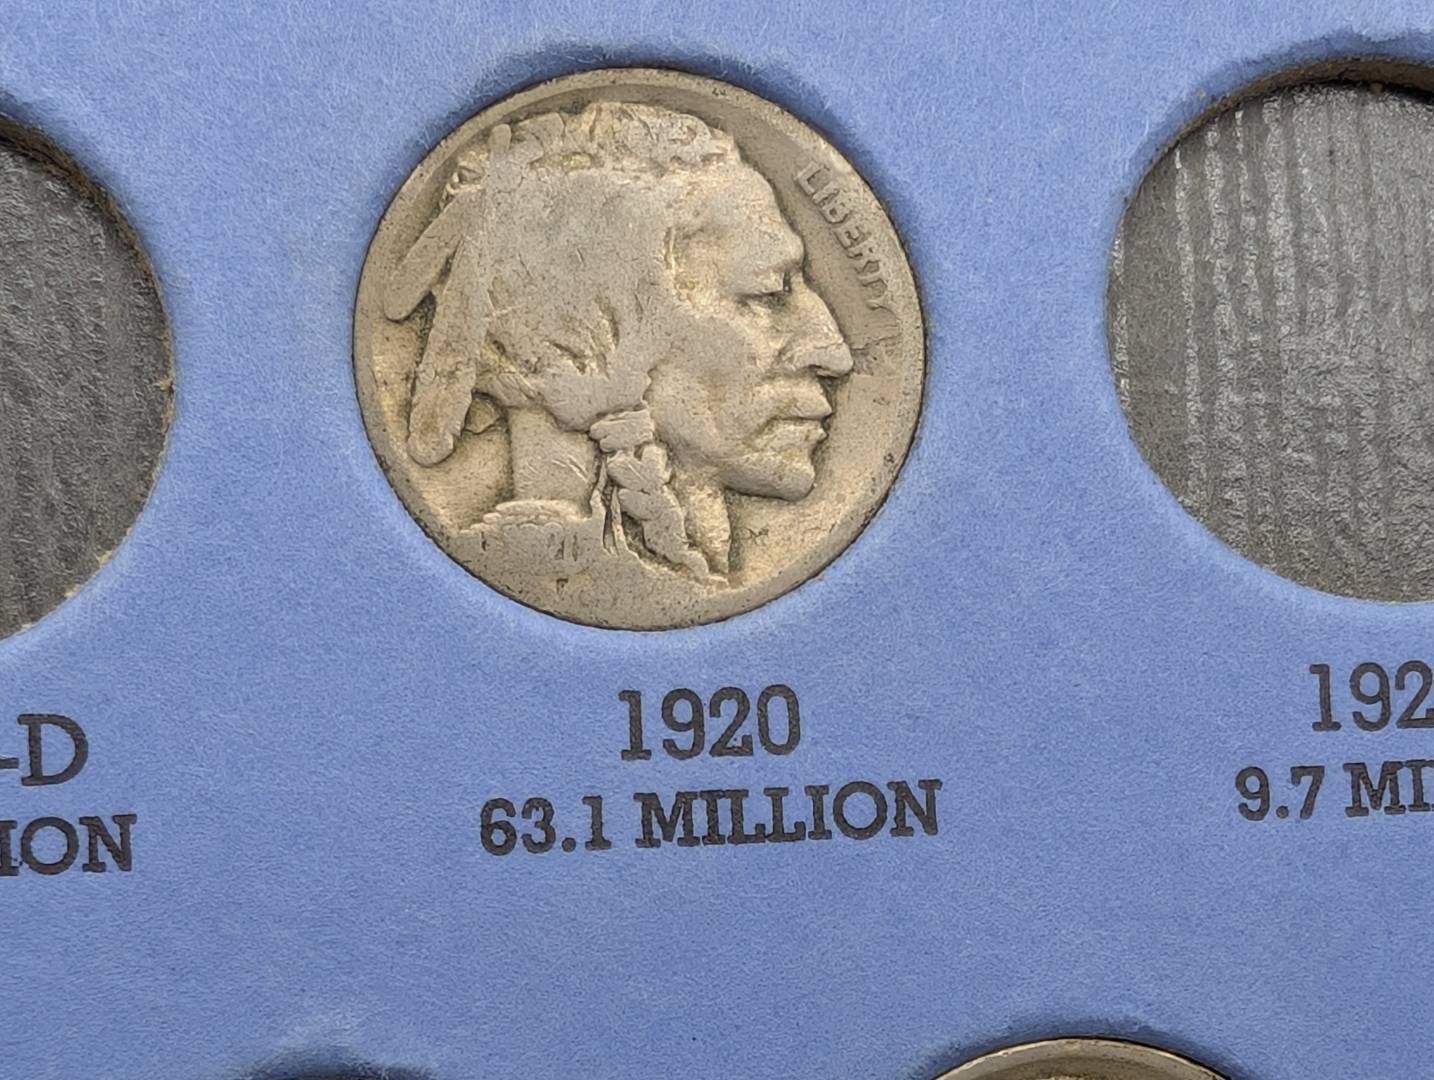 LIBERTY
F
-D
1920
192
ION
63.1 MILLION
9.7 MI